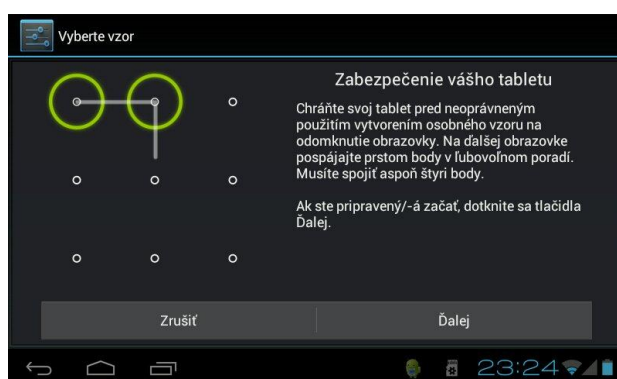 Vyberte vzor
Zabezpečenie vášho tabletu
Chráňte svoj tablet pred neoprávneným
použitím vytvorením osobného vzoru na
odomknutie obrazovky. Na ďalšej obrazovke
pospájajte prstom body v ľubovoľnom poradí.
Musíte spojiť aspoň štyri body.
Ak ste pripravený/-á začať, dotknite sa tlačidla
Ďalej.
Zrušiť
Ďalej
23:24